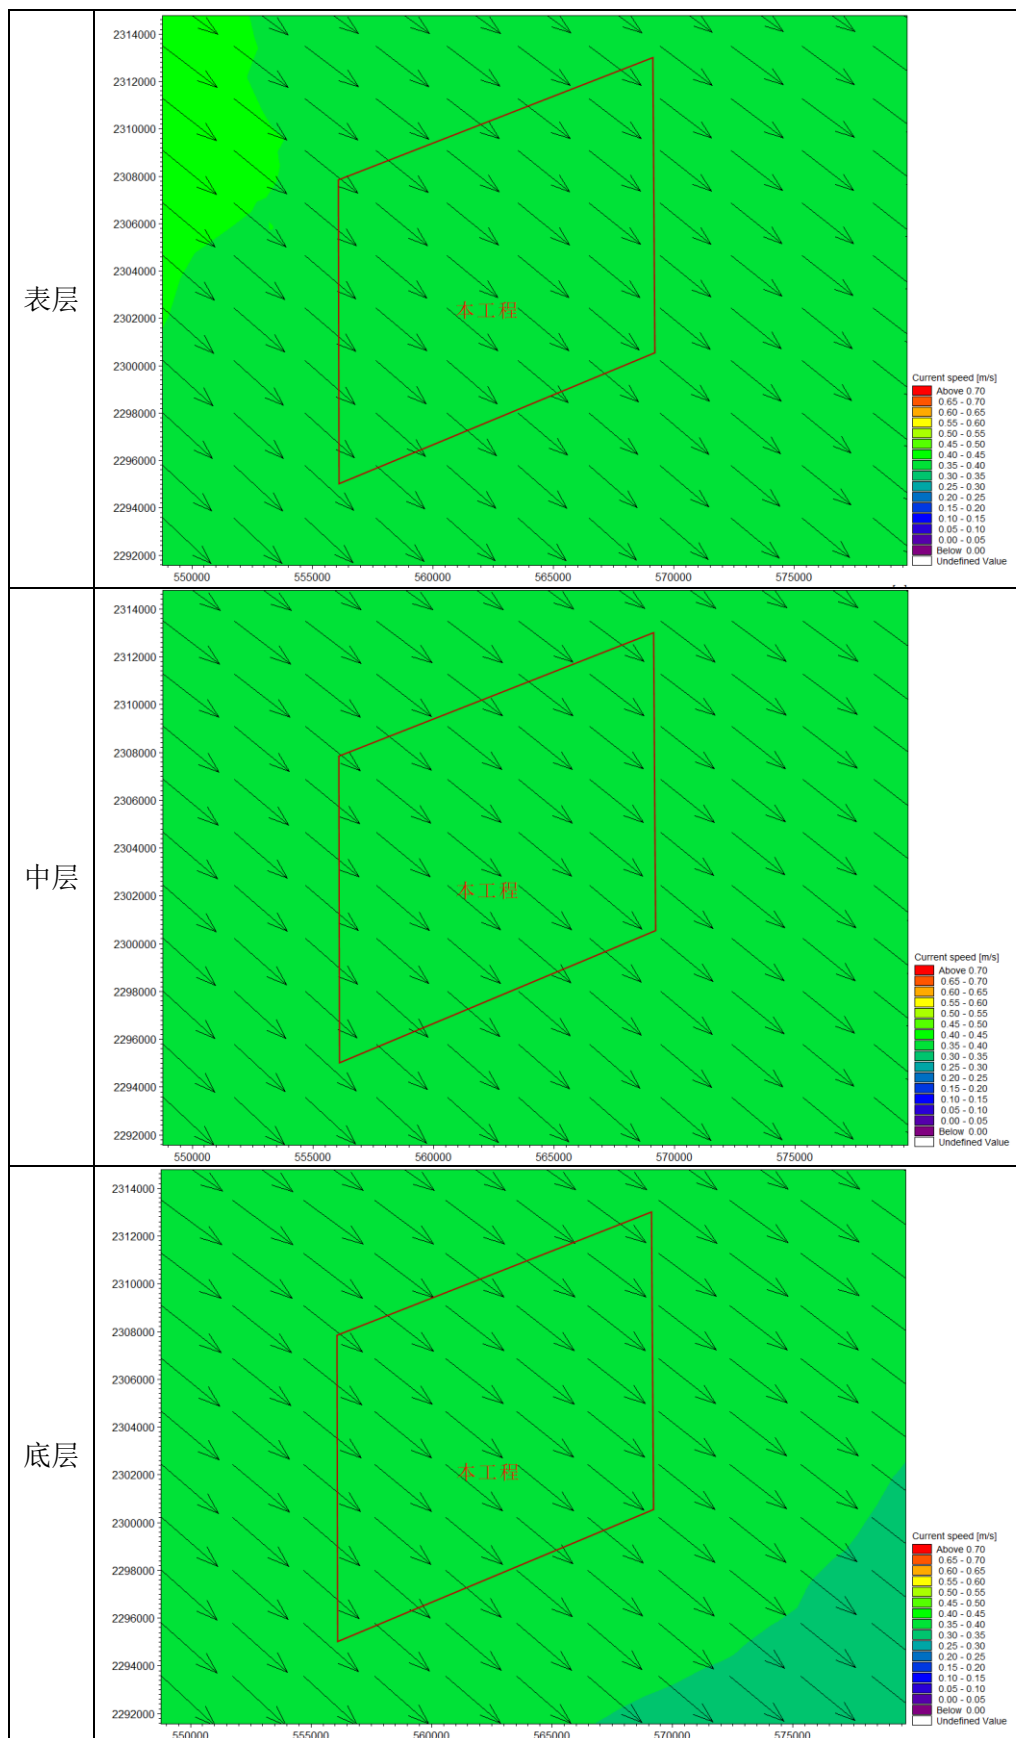 表层
2314000
2312000
2310000
2308000
2306000
2304000
2302000
2300000
2298000
2296000
2294000
2292000
本工程
550000 555000 560000 565000 570000 575000
Current speed [m/s]
Above 0.70
0.65 - 0.70
0.60 - 0.65
0.55 - 0.60
0.50 - 0.55
0.45 - 0.50
0.40 - 0.45
0.35 - 0.40
0.30 - 0.35
0.25 - 0.30
0.20 - 0.25
0.15 - 0.20
0.10 - 0.15
0.05 - 0.10
0.00 - 0.05
Below 0.00
Undefined Value
中层
2314000
2312000
2310000
2308000
2306000
2304000
2302000
2300000
2298000
2296000
2294000
2292000
本工程
550000 555000 560000 565000 570000 575000
Current speed [m/s]
Above 0.70
0.65 - 0.70
0.60 - 0.65
0.55 - 0.60
0.50 - 0.55
0.45 - 0.50
0.40 - 0.45
0.35 - 0.40
0.30 - 0.35
0.25 - 0.30
0.20 - 0.25
0.15 - 0.20
0.10 - 0.15
0.05 - 0.10
0.00 - 0.05
Below 0.00
Undefined Value
底层
2314000
2312000
2310000
2308000
2306000
2304000
2302000
2300000
2298000
2296000
2294000
2292000
本工程
550000 555000 560000 565000 570000 575000
Current speed [m/s]
Above 0.70
0.65 - 0.70
0.60 - 0.65
0.55 - 0.60
0.50 - 0.55
0.45 - 0.50
0.40 - 0.45
0.35 - 0.40
0.30 - 0.35
0.25 - 0.30
0.20 - 0.25
0.15 - 0.20
0.10 - 0.15
0.05 - 0.10
0.00 - 0.05
Below 0.00
Undefined Value